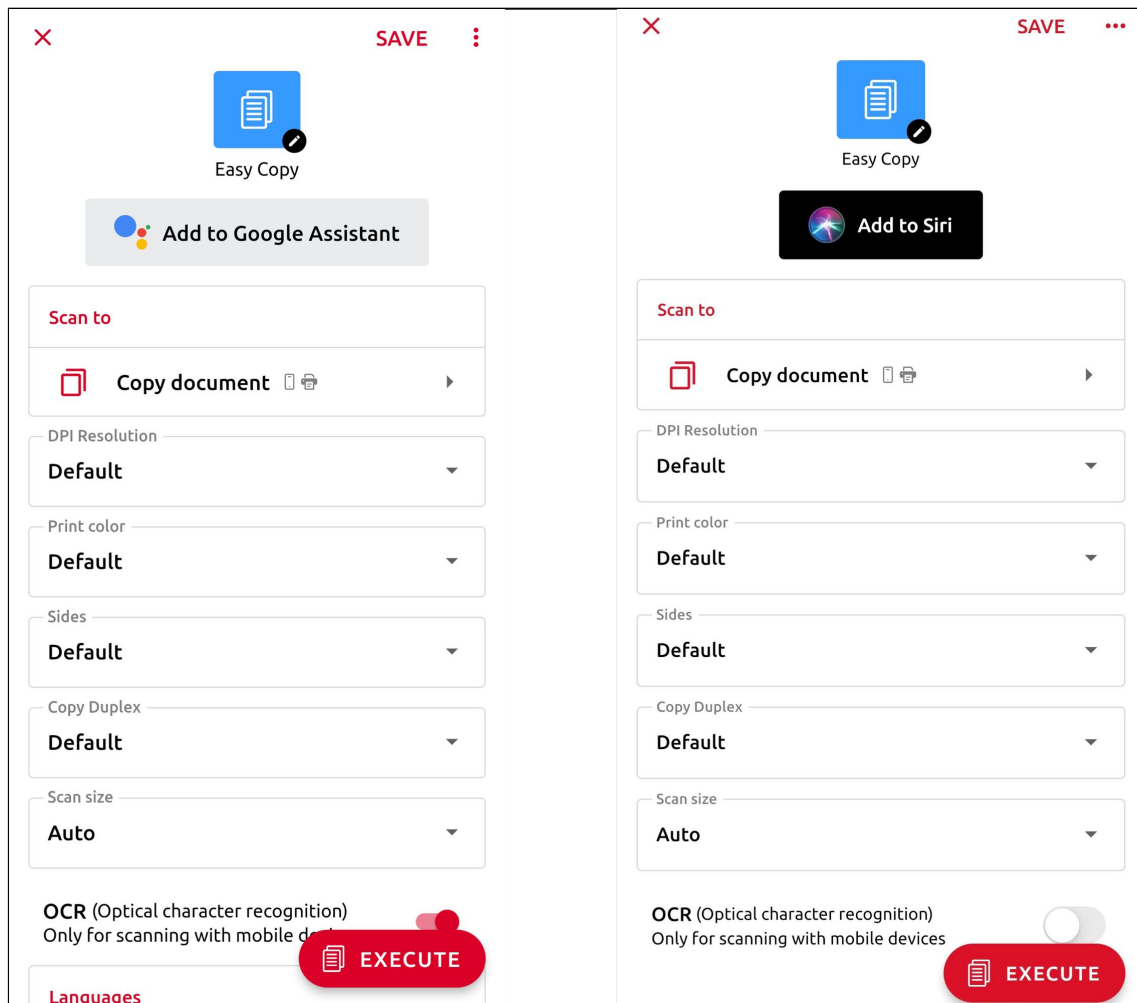 SAVE
Easy Copy
Add to Google Assistant
Scan to
Copy document
DPI Resolution
Default
Print color
Default
Sides
Default
Copy Duplex
Default
Scan size
Auto
OCR (Optical character recognition)
Only for scanning with mobile
EXECUTE
Languages
SAVE
Easy Copy
Add to Siri
Scan to
Copy document
DPI Resolution
Default
Print color
Default
Sides
Default
Copy Duplex
Default
Scan size
Auto
OCR (Optical character recognition)
Only for scanning with mobile devices
EXECUTE